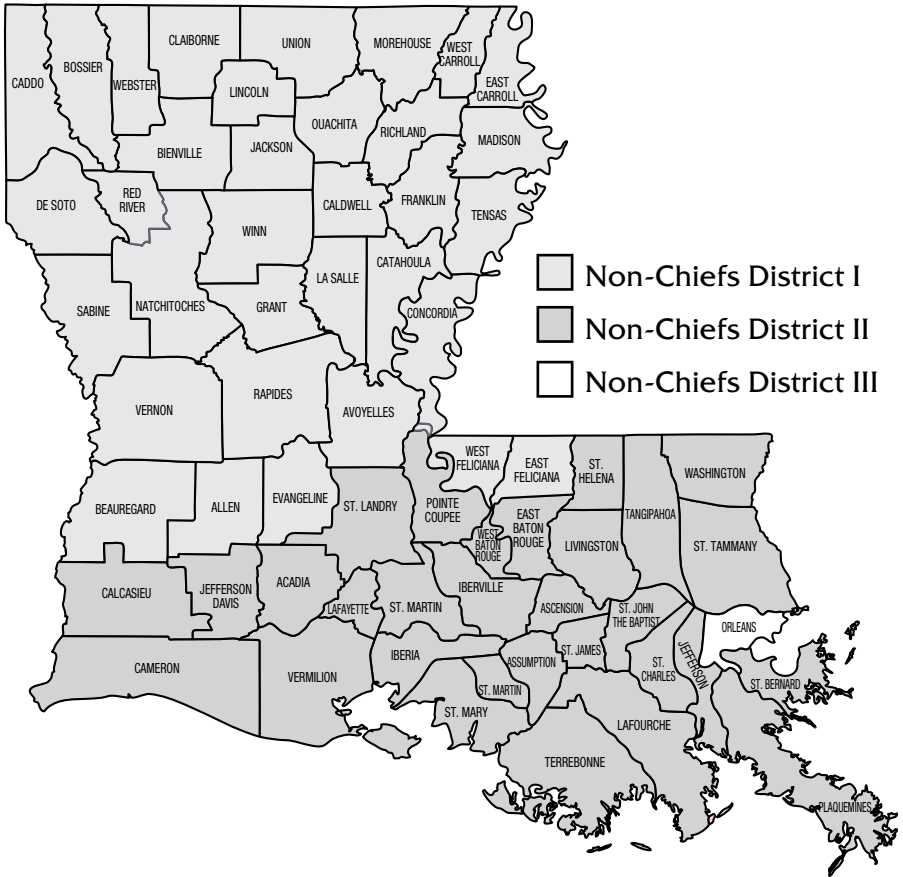 CLAIBORNE
UNION
MOREHOUSE
WEST
CARROLL
EAST
CARROLL
CADDO
BOSSIER
WEBSTER
LINCOLN
OUACHITA
RICHLAND
MADISON
BIENVILLE
JACKSON
DE SOTO
RED
RIVER
CALDWELL
FRANKLIN
TENSAS
WINN
CATAHOULA
LA SALLE
SABINE
NATCHITOCHES
GRANT
CONCORDIA
Non-Chiefs District I
Non-Chiefs District II
Non-Chiefs District III
VERNON
RAPIDES
AVOYELLES
WEST
FELICIANA
EAST
FELICIANA
ST.
HELENA
WASHINGTON
BEAUREGARD
ALLEN
EVANGELINE
ST. LANDRY
POINTE
COUPEE
WEST
BATON
ROUGE
EAST
BATON
ROUGE
TANGIPAHOA
LIVINGSTON
ST. TAMMANY
CALCASIEU
JEFFERSON
DAVIS
ACADIA
LAFAYETTE
ST. MARTIN
IBERVILLE
ASCENSION
ST. JOHN
THE BAPTIST
ORLEANS
CAMERON
VERMILION
IBERIA
ASSUMPTION
ST. JAMES
ST.
CHARLES
JEFFERSON
ST. BERNARD
ST. MARTIN
ST. MARY
LAFOURCHE
TERREBONNE
PLAQUEMINES